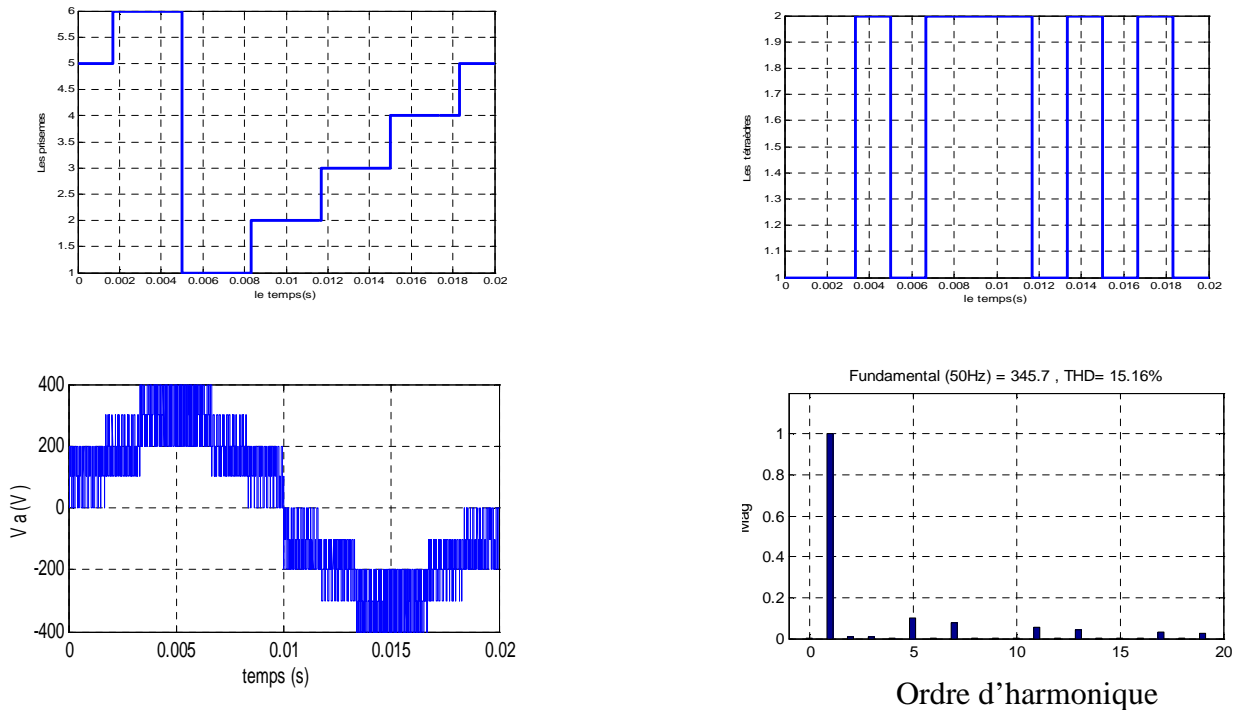 6
5.5
5
4.5
4
3.5
3
2.5
2
1.5
1
0 0.002 0.004 0.006 0.008 0.01 0.012 0.014 0.016 0.018 0.02
Les prisemes
le temps(s)
2
1.9
1.8
1.7
1.6
1.5
1.4
1.3
1.2
1.1
1
0 0.002 0.004 0.006 0.008 0.01 0.012 0.014 0.016 0.018 0.02
Les tétraèdres
le temps(s)
400
200
0
-200
-400
0 0.005 0.01 0.015 0.02
V a (V )
temps (s)
Fundamental (50Hz) = 345.7 , THD= 15.16%
1
0.8
0.6
0.4
0.2
0
0 5 10 15 20
Mag
Ordre d’harmonique